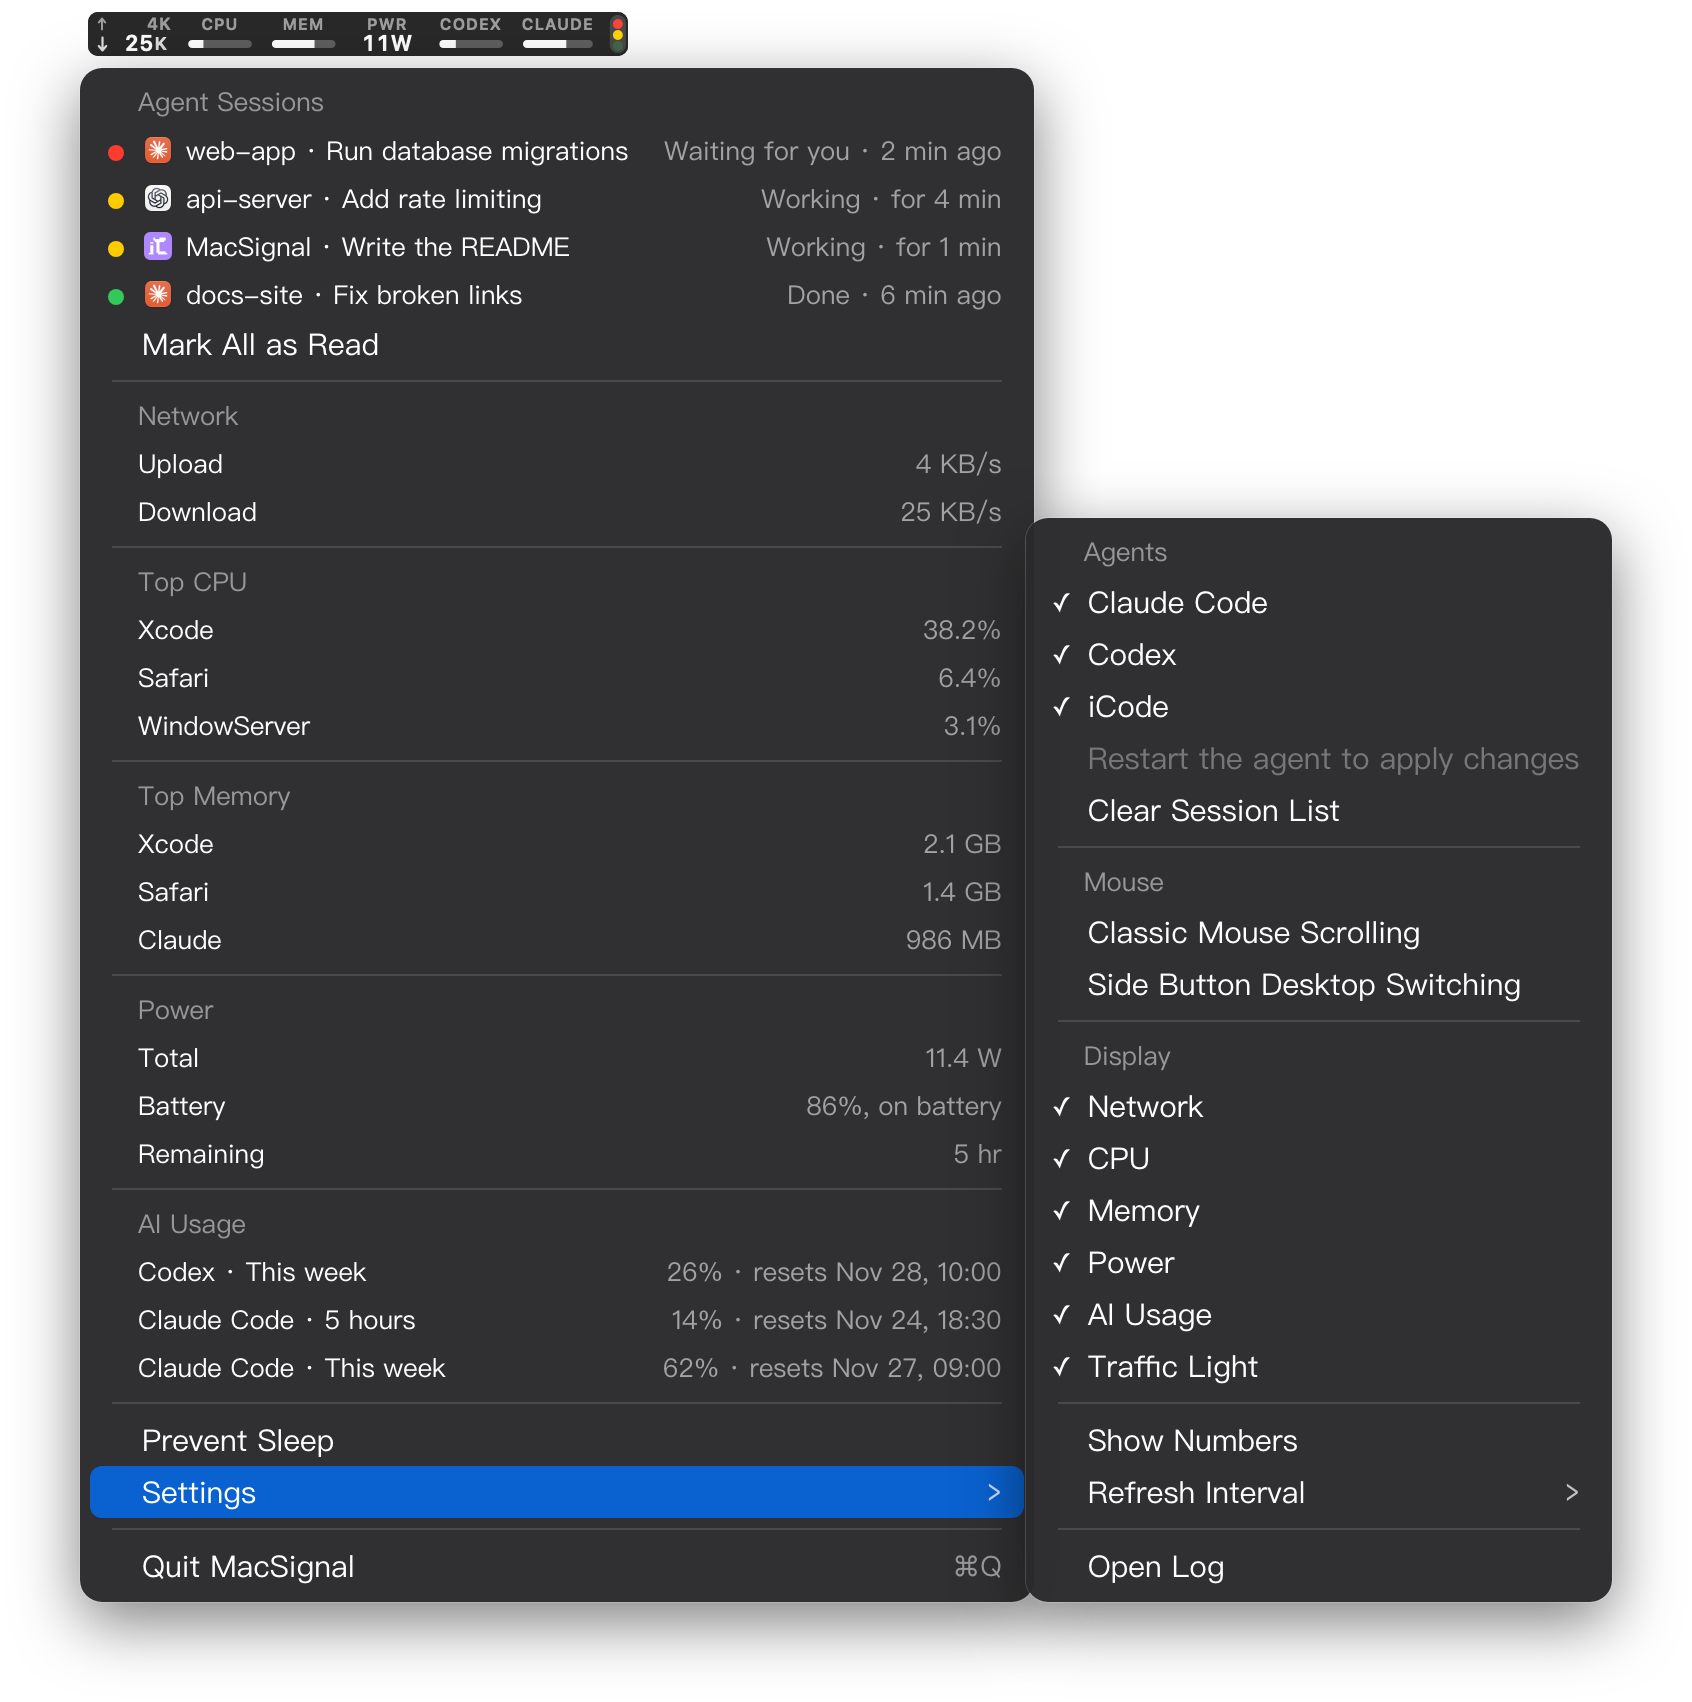 ↑ 4K CPU MEM PWR CODEX CLAUDE
↓ 25K 11W
Agent Sessions
web-app · Run database migrations Waiting for you · 2 min ago
api-server · Add rate limiting Working · for 4 min
MacSignal · Write the README Working · for 1 min
docs-site · Fix broken links Done · 6 min ago
Mark All as Read
Network
Upload 4 KB/s
Download 25 KB/s
Top CPU
Xcode 38.2%
Safari 6.4%
WindowServer 3.1%
Top Memory
Xcode 2.1 GB
Safari 1.4 GB
Claude 986 MB
Power
Total 11.4 W
Battery 86%, on battery
Remaining 5 hr
AI Usage
Codex · This week 26% · resets Nov 28, 10:00
Claude Code · 5 hours 14% · resets Nov 24, 18:30
Claude Code · This week 62% · resets Nov 27, 09:00
Prevent Sleep
Settings >
Quit MacSignal ⌘Q
Agents
✓ Claude Code
✓ Codex
✓ iCode
Restart the agent to apply changes
Clear Session List
Mouse
Classic Mouse Scrolling
Side Button Desktop Switching
Display
✓ Network
✓ CPU
✓ Memory
✓ Power
✓ AI Usage
✓ Traffic Light
Show Numbers
Refresh Interval >
Open Log